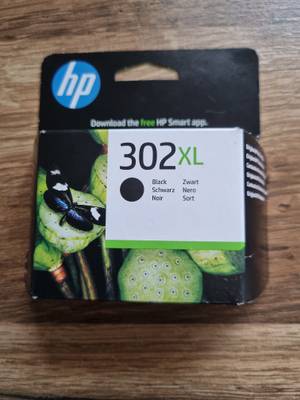 hp
Download the free HP Smart app.
302XL
Black Zwart
Schwarz Nero
Noir Sort